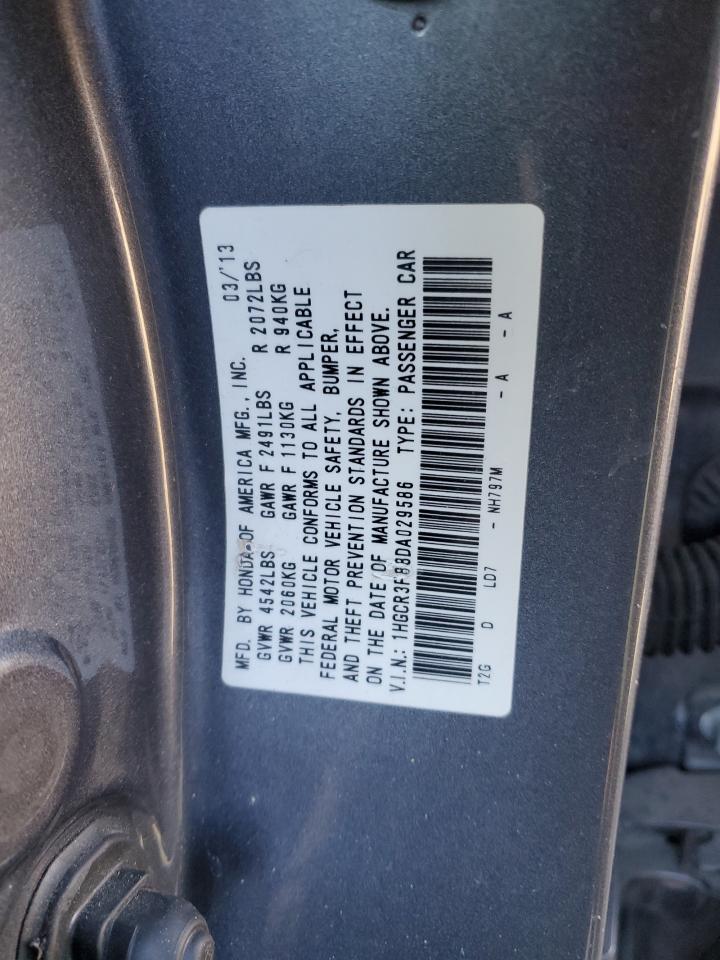 MFD. BY HONDA OF AMERICA MFG., INC. 03/'13
GVWR 4542LBS GAWR F 2491LBS R 2072LBS
GVWR 2060KG GAWR F 1130KG R 940KG
THIS VEHICLE CONFORMS TO ALL APPLICABLE
FEDERAL MOTOR VEHICLE SAFETY, BUMPER,
AND THEFT PREVENTION STANDARDS IN EFFECT
ON THE DATE OF MANUFACTURE SHOWN ABOVE.
V.I.N.: 1HGCR3F88DA029586 TYPE: PASSENGER CAR
T2G D LD7 - NH797M - A - A